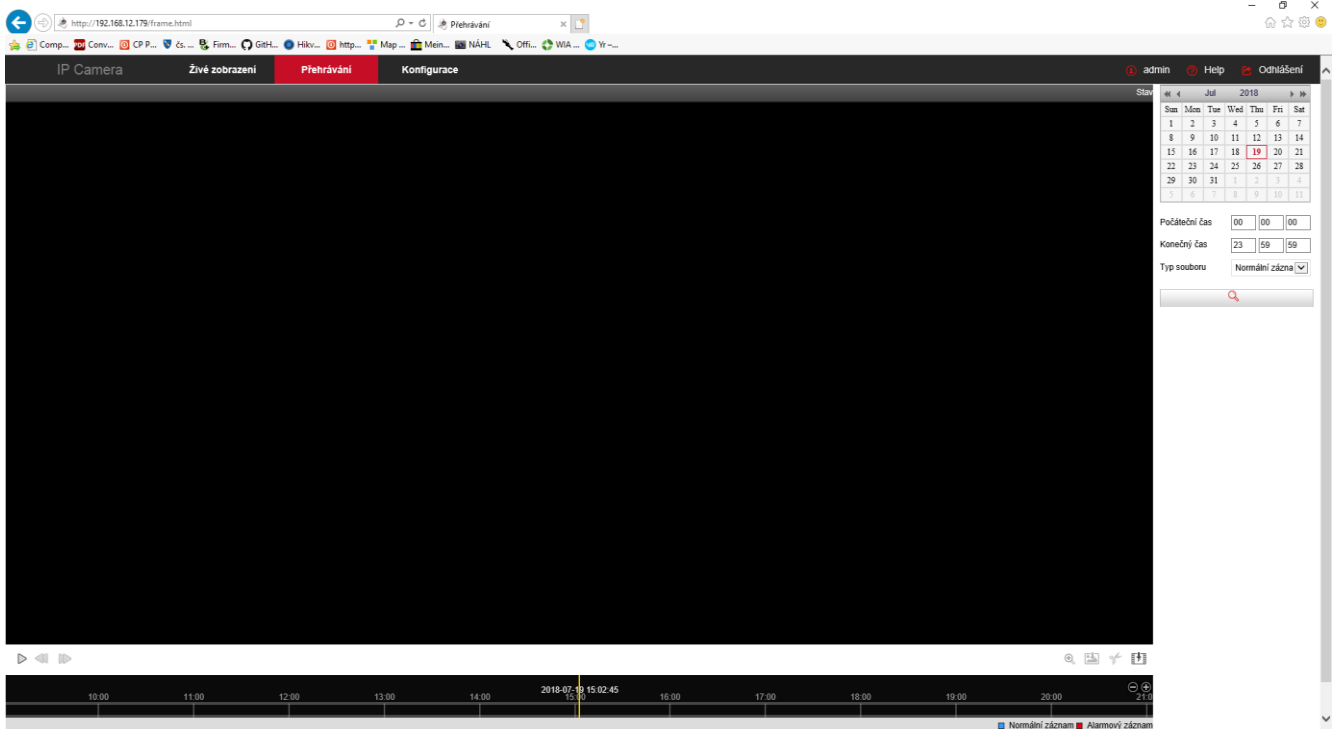 http://192.168.12.179/frame.html
Přehrávání
Comp... Conv... CP P... čs. ... Firm... GitH... Hikv... http... Map ... Mein... NÁHL Offi... WIA ... Yr –...
IP Camera Živé zobrazení Přehrávání Konfigurace admin Help Odhlášení
Stav
Jul 2018
Sun Mon Tue Wed Thu Fri Sat
1 2 3 4 5 6 7
8 9 10 11 12 13 14
15 16 17 18 19 20 21
22 23 24 25 26 27 28
29 30 31 1 2 3 4
5 6 7 8 9 10 11
Počáteční čas 00 00 00
Konečný čas 23 59 59
Typ souboru Normální zázna
2018-07-19 15:02:45
10:00 11:00 12:00 13:00 14:00 15:00 16:00 17:00 18:00 19:00 20:00 21:0
Normální záznam Alarmový záznam